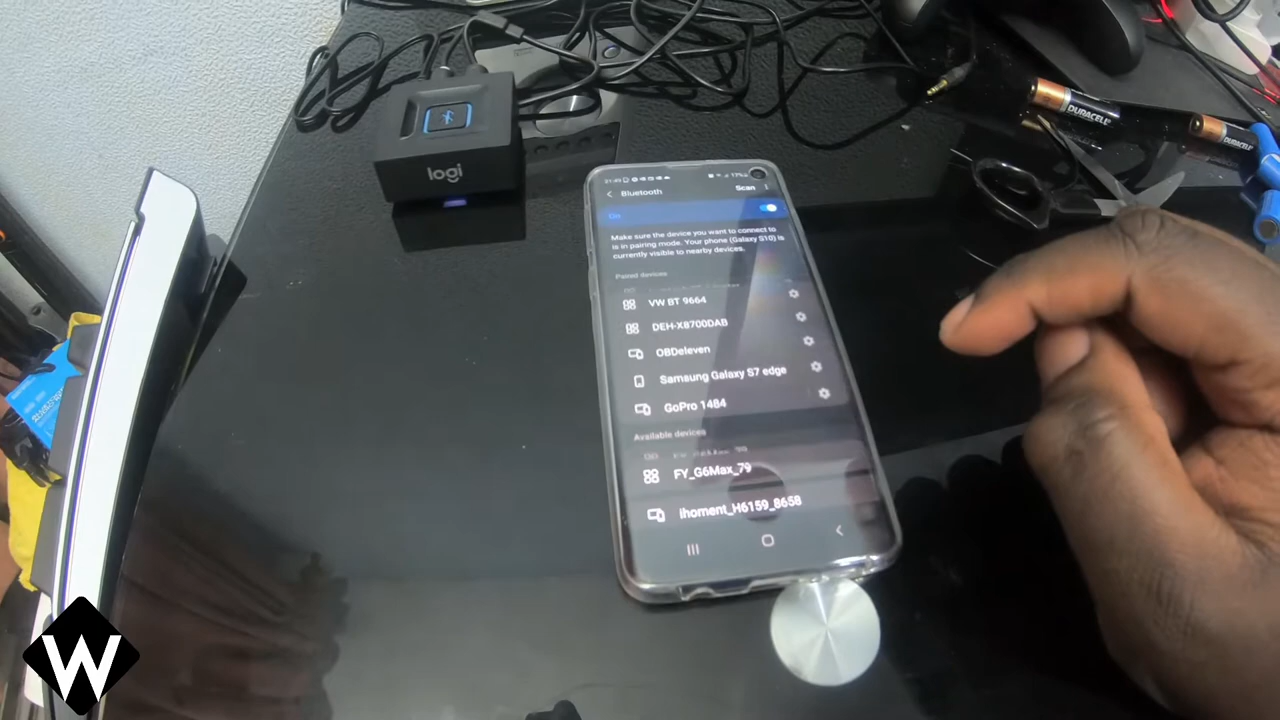 DURACELL
DURACELL
logi
Bluetooth
Scan
On
Make sure the device you want to connect to
is in pairing mode. Your phone (Galaxy S10) is
currently visible to nearby devices.
Paired devices
VW BT 9664
DEH-X8700DAB
OBDeleven
Samsung Galaxy S7 edge
GoPro 1484
Available devices
FY_G6Max_79
ihoment_H6159_8658
W